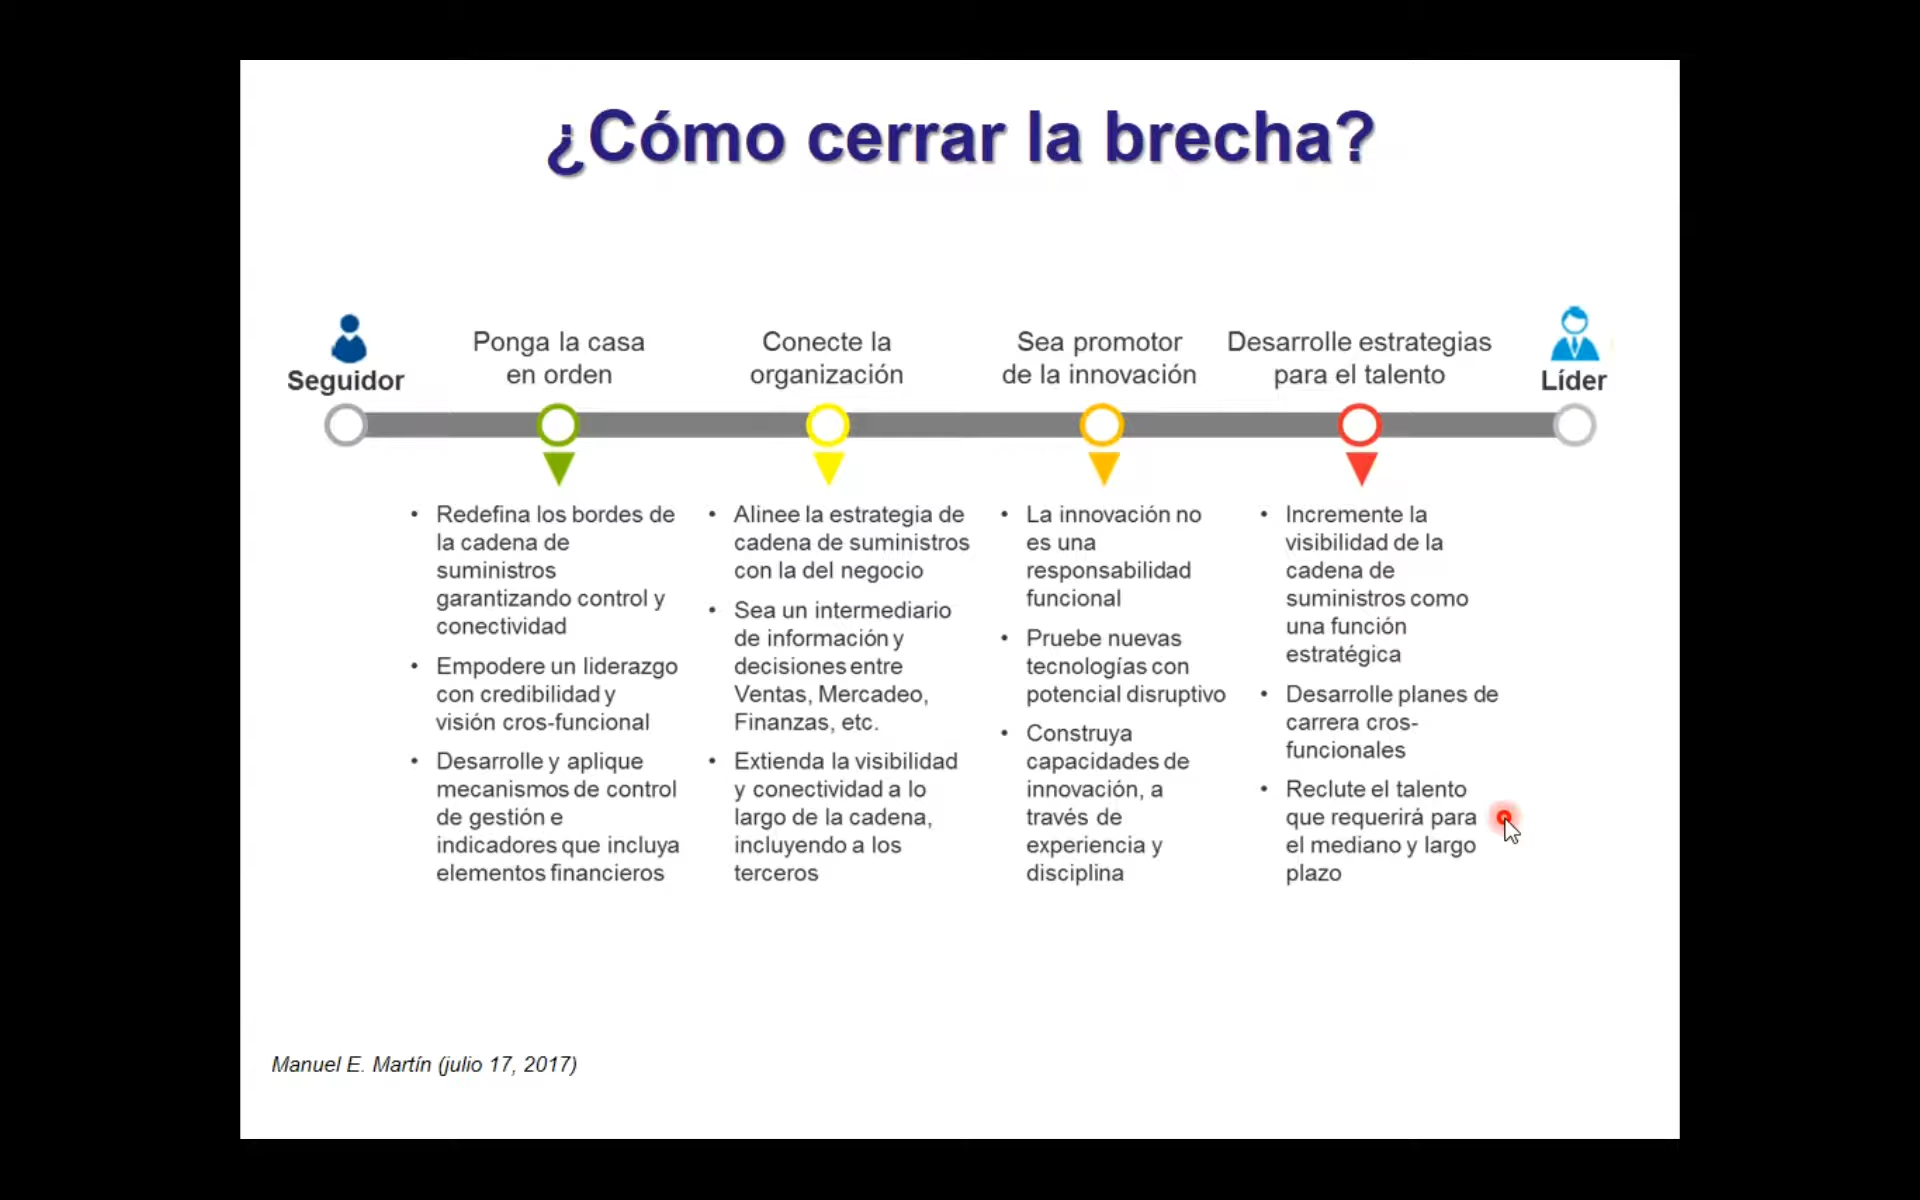 ¿Cómo cerrar la brecha?
Seguidor
Ponga la casa
en orden
Conecte la
organización
Sea promotor
de la innovación
Desarrolle estrategias
para el talento
Líder
• Redefina los bordes de
la cadena de
suministros
garantizando control y
conectividad
• Empodere un liderazgo
con credibilidad y
visión cros-funcional
• Desarrolle y aplique
mecanismos de control
de gestión e
indicadores que incluya
elementos financieros
• Alinee la estrategia de
cadena de suministros
con la del negocio
• Sea un intermediario
de información y
decisiones entre
Ventas, Mercadeo,
Finanzas, etc.
• Extienda la visibilidad
y conectividad a lo
largo de la cadena,
incluyendo a los
terceros
• La innovación no
es una
responsabilidad
funcional
• Pruebe nuevas
tecnologías con
potencial disruptivo
• Construya
capacidades de
innovación, a
través de
experiencia y
disciplina
• Incremente la
visibilidad de la
cadena de
suministros como
una función
estratégica
• Desarrolle planes de
carrera cros-
funcionales
• Reclute el talento
que requerirá para
el mediano y largo
plazo
Manuel E. Martín (julio 17, 2017)